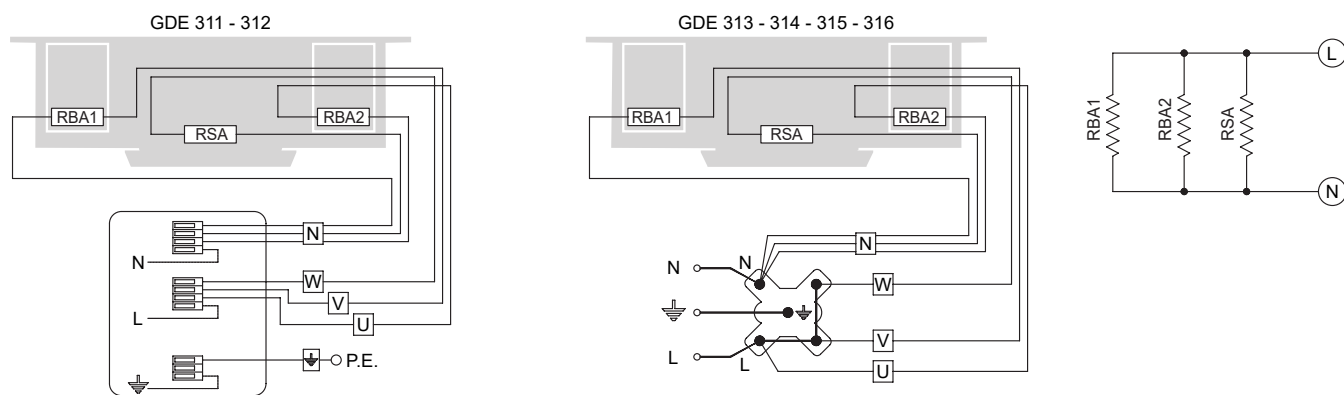 GDE 311 - 312
RBA1
RBA2
RSA
N
N
W
V
L
U
P.E.
GDE 313 - 314 - 315 - 316
RBA1
RBA2
RSA
N
N
N
W
L
L
V
U
L
RBA1
RBA2
RSA
N